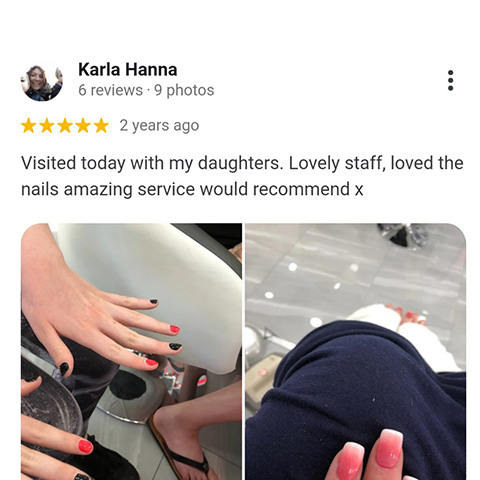 Karla Hanna
6 reviews · 9 photos
2 years ago
Visited today with my daughters. Lovely staff, loved the
nails amazing service would recommend x